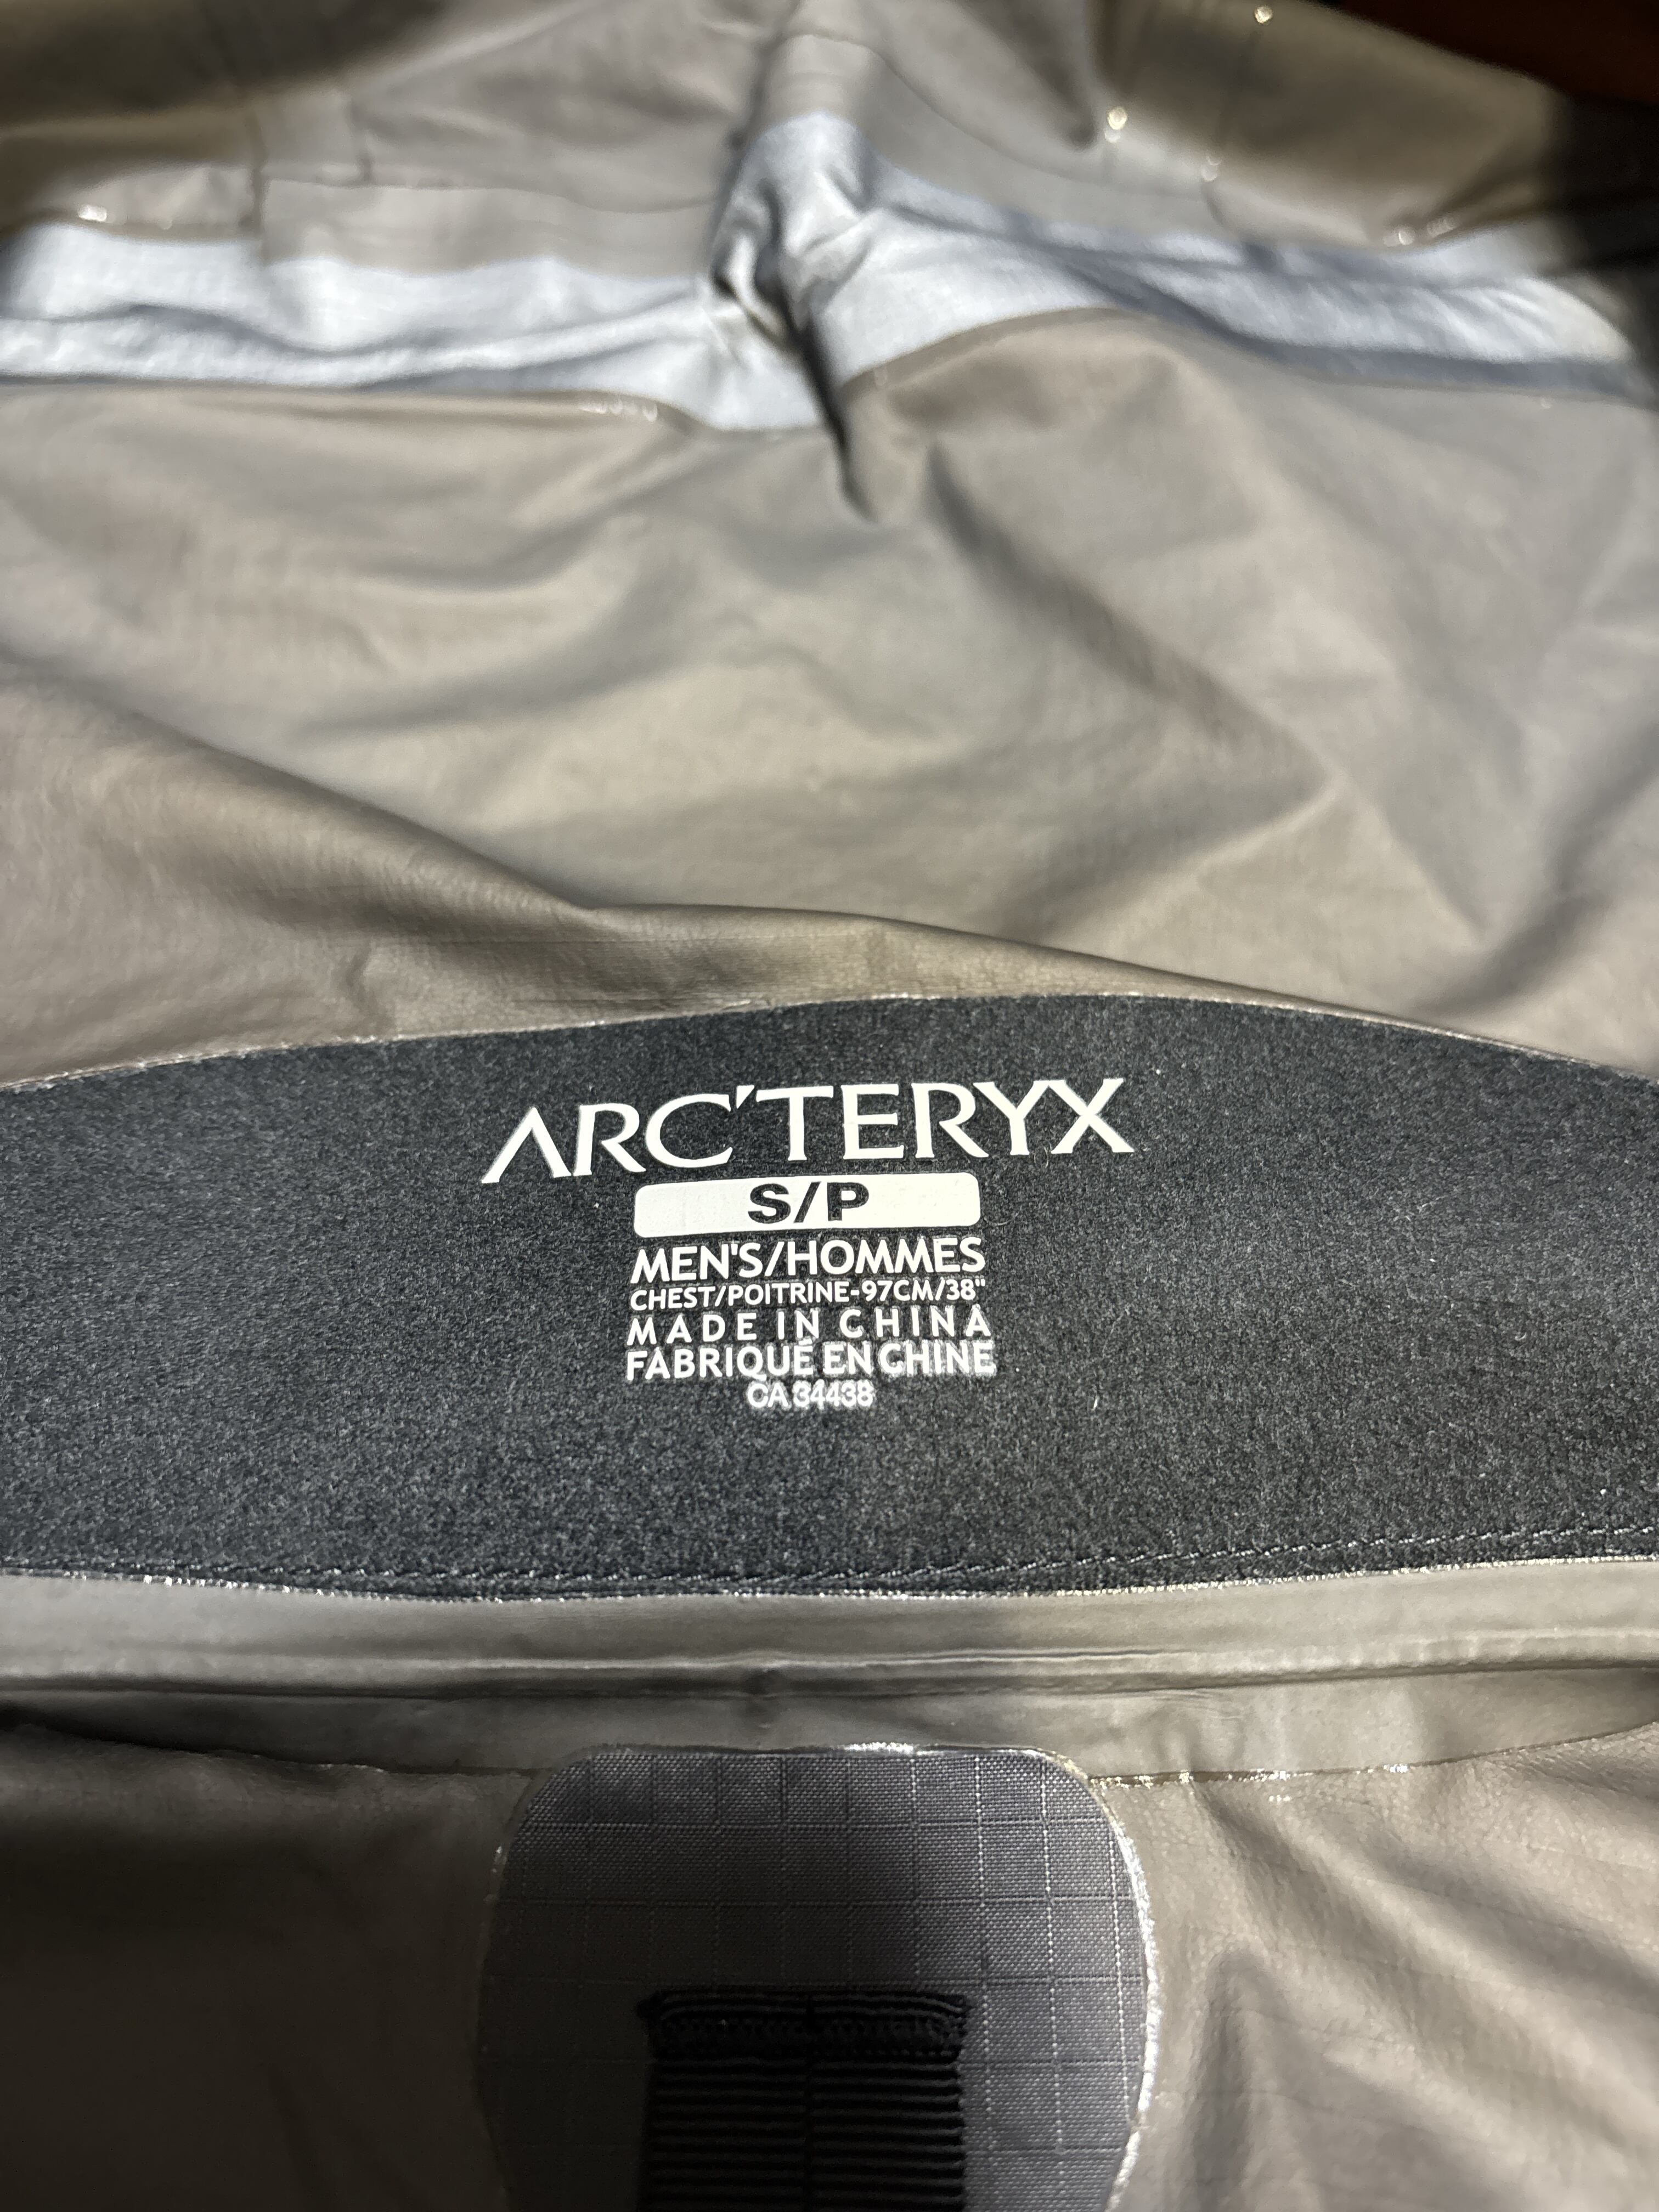 ARC'TERYX
S/P
MEN'S/HOMMES
CHEST/POITRINE-97CM/38"
MADE IN CHINA
FABRIQUÉ EN CHINE
CA 34438